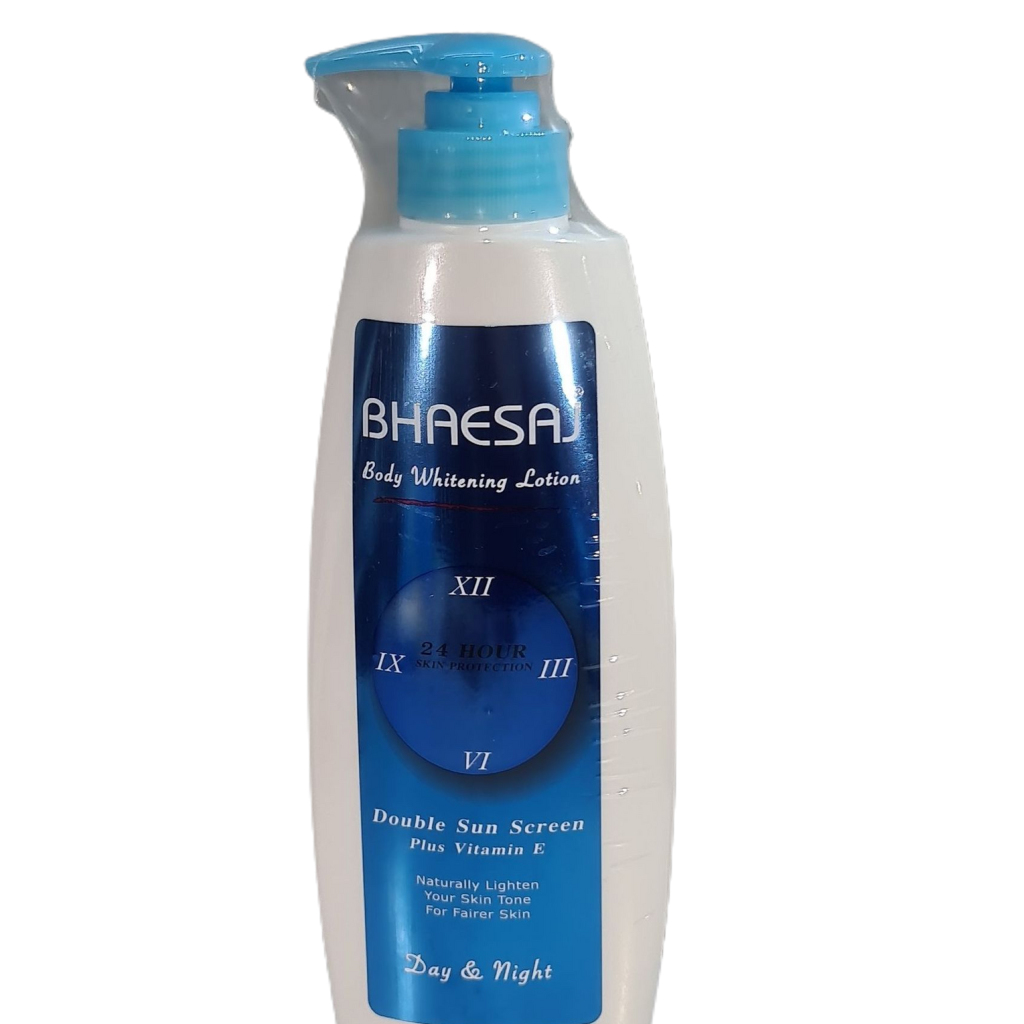 BHAESAJ
Body Whitening Lotion
XII
24 HOUR
IX SKIN PROTECTION III
VI
Double Sun Screen
Plus Vitamin E
Naturally Lighten
Your Skin Tone
For Fairer Skin
Day & Night